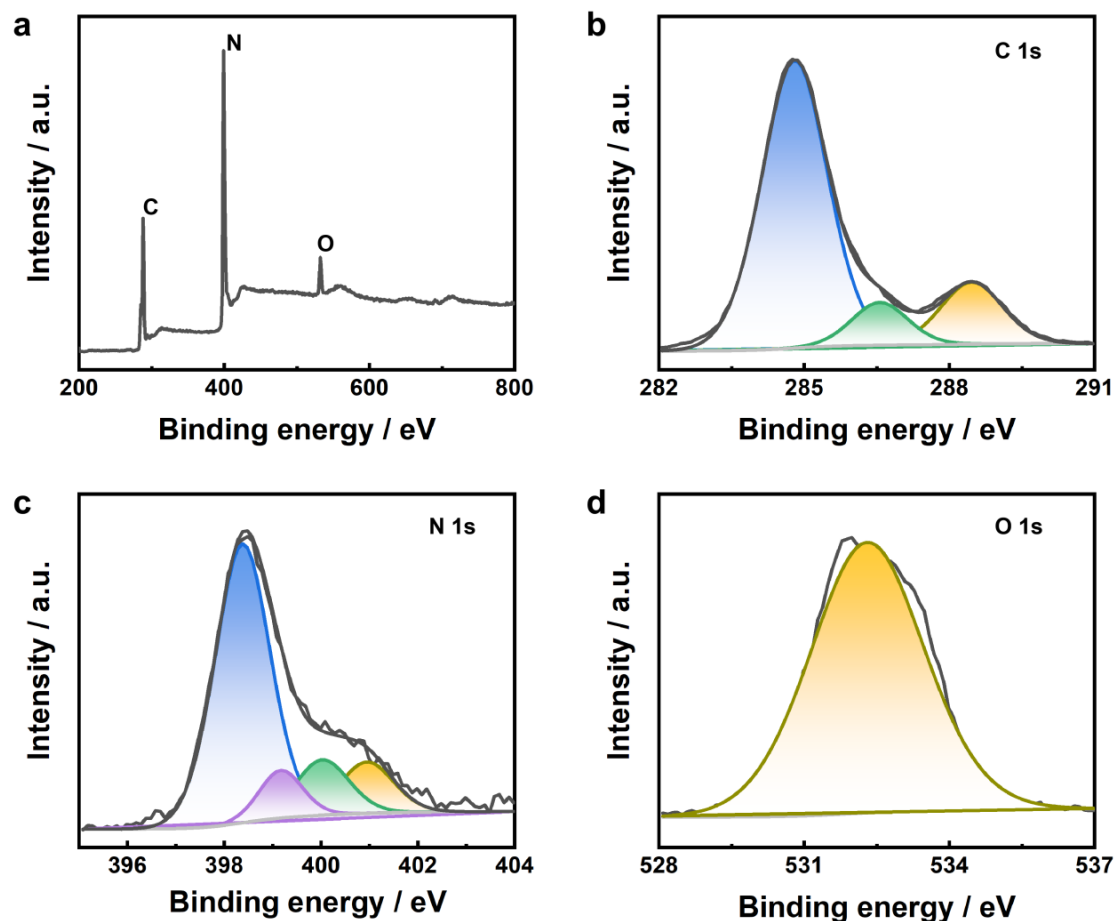 a
N
C
O
Intensity / a.u.
200
400
600
800
Binding energy / eV
b
C 1s
Intensity / a.u.
282
285
288
291
Binding energy / eV
c
N 1s
Intensity / a.u.
396
398
400
402
404
Binding energy / eV
d
O 1s
Intensity / a.u.
528
531
534
537
Binding energy / eV